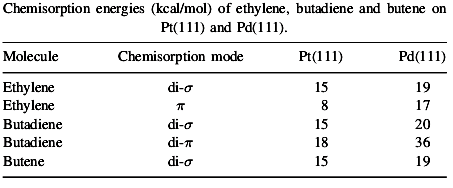 Chemisorption energies (kcal/mol) of ethylene, butadiene and butene on
Pt(111) and Pd(111).
Molecule Chemisorption mode Pt(111) Pd(111)
Ethylene di-σ 15 19
Ethylene π 8 17
Butadiene di-σ 15 20
Butadiene di-π 18 36
Butene di-σ 15 19